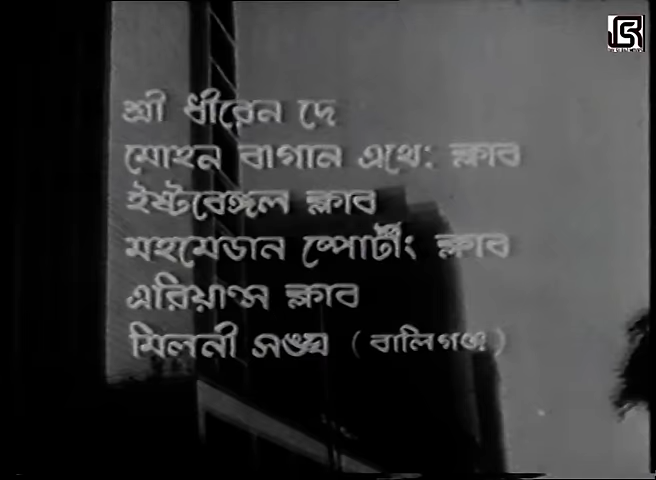 শ্রী ধীরেন দে
মোহন বাগান এথে: ক্লাব
ইষ্টবেঙ্গল ক্লাব
মহমেডান স্পোর্টীং ক্লাব
এরিয়ান্স ক্লাব
মিলনী সঙ্ঘ ( বালিগঞ্জ )